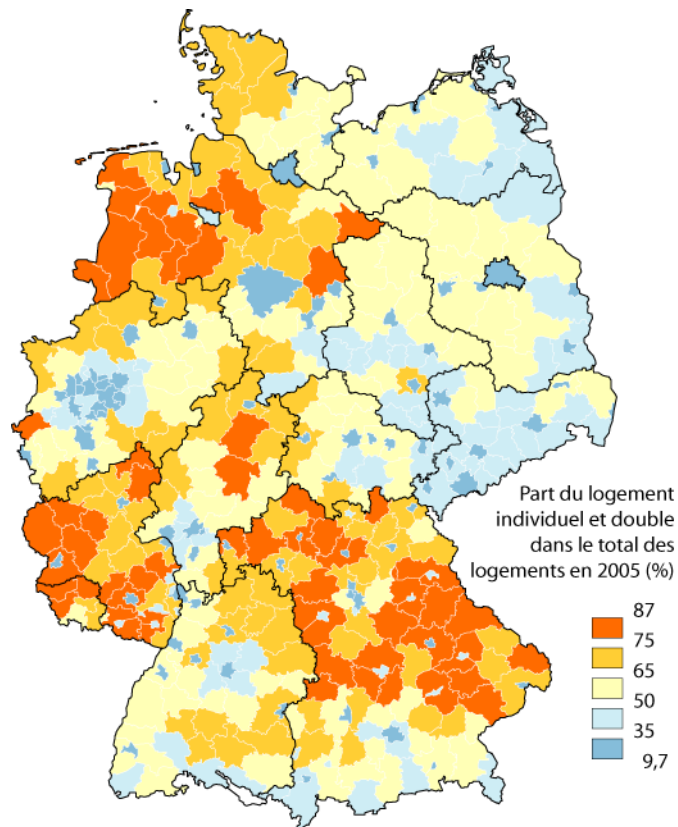 Part du logement
individuel et double
dans le total des
logements en 2005 (%)
87
75
65
50
35
9,7